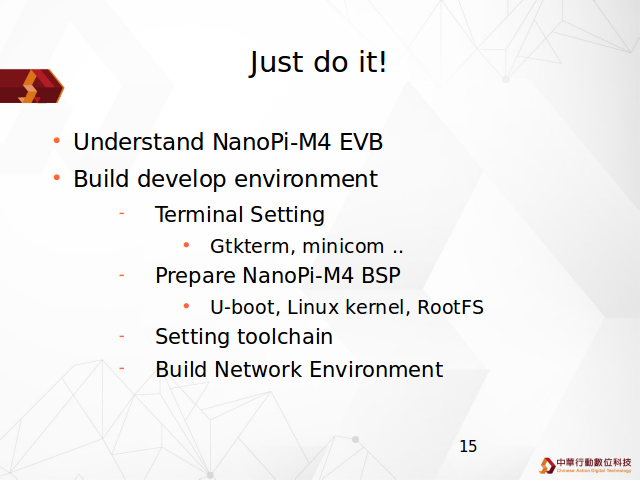 Just do it!
• Understand NanoPi-M4 EVB
• Build develop environment
- Terminal Setting
• Gtkterm, minicom ..
- Prepare NanoPi-M4 BSP
• U-boot, Linux kernel, RootFS
- Setting toolchain
- Build Network Environment
15
中華行動數位科技
Chinese Action Digital Technology